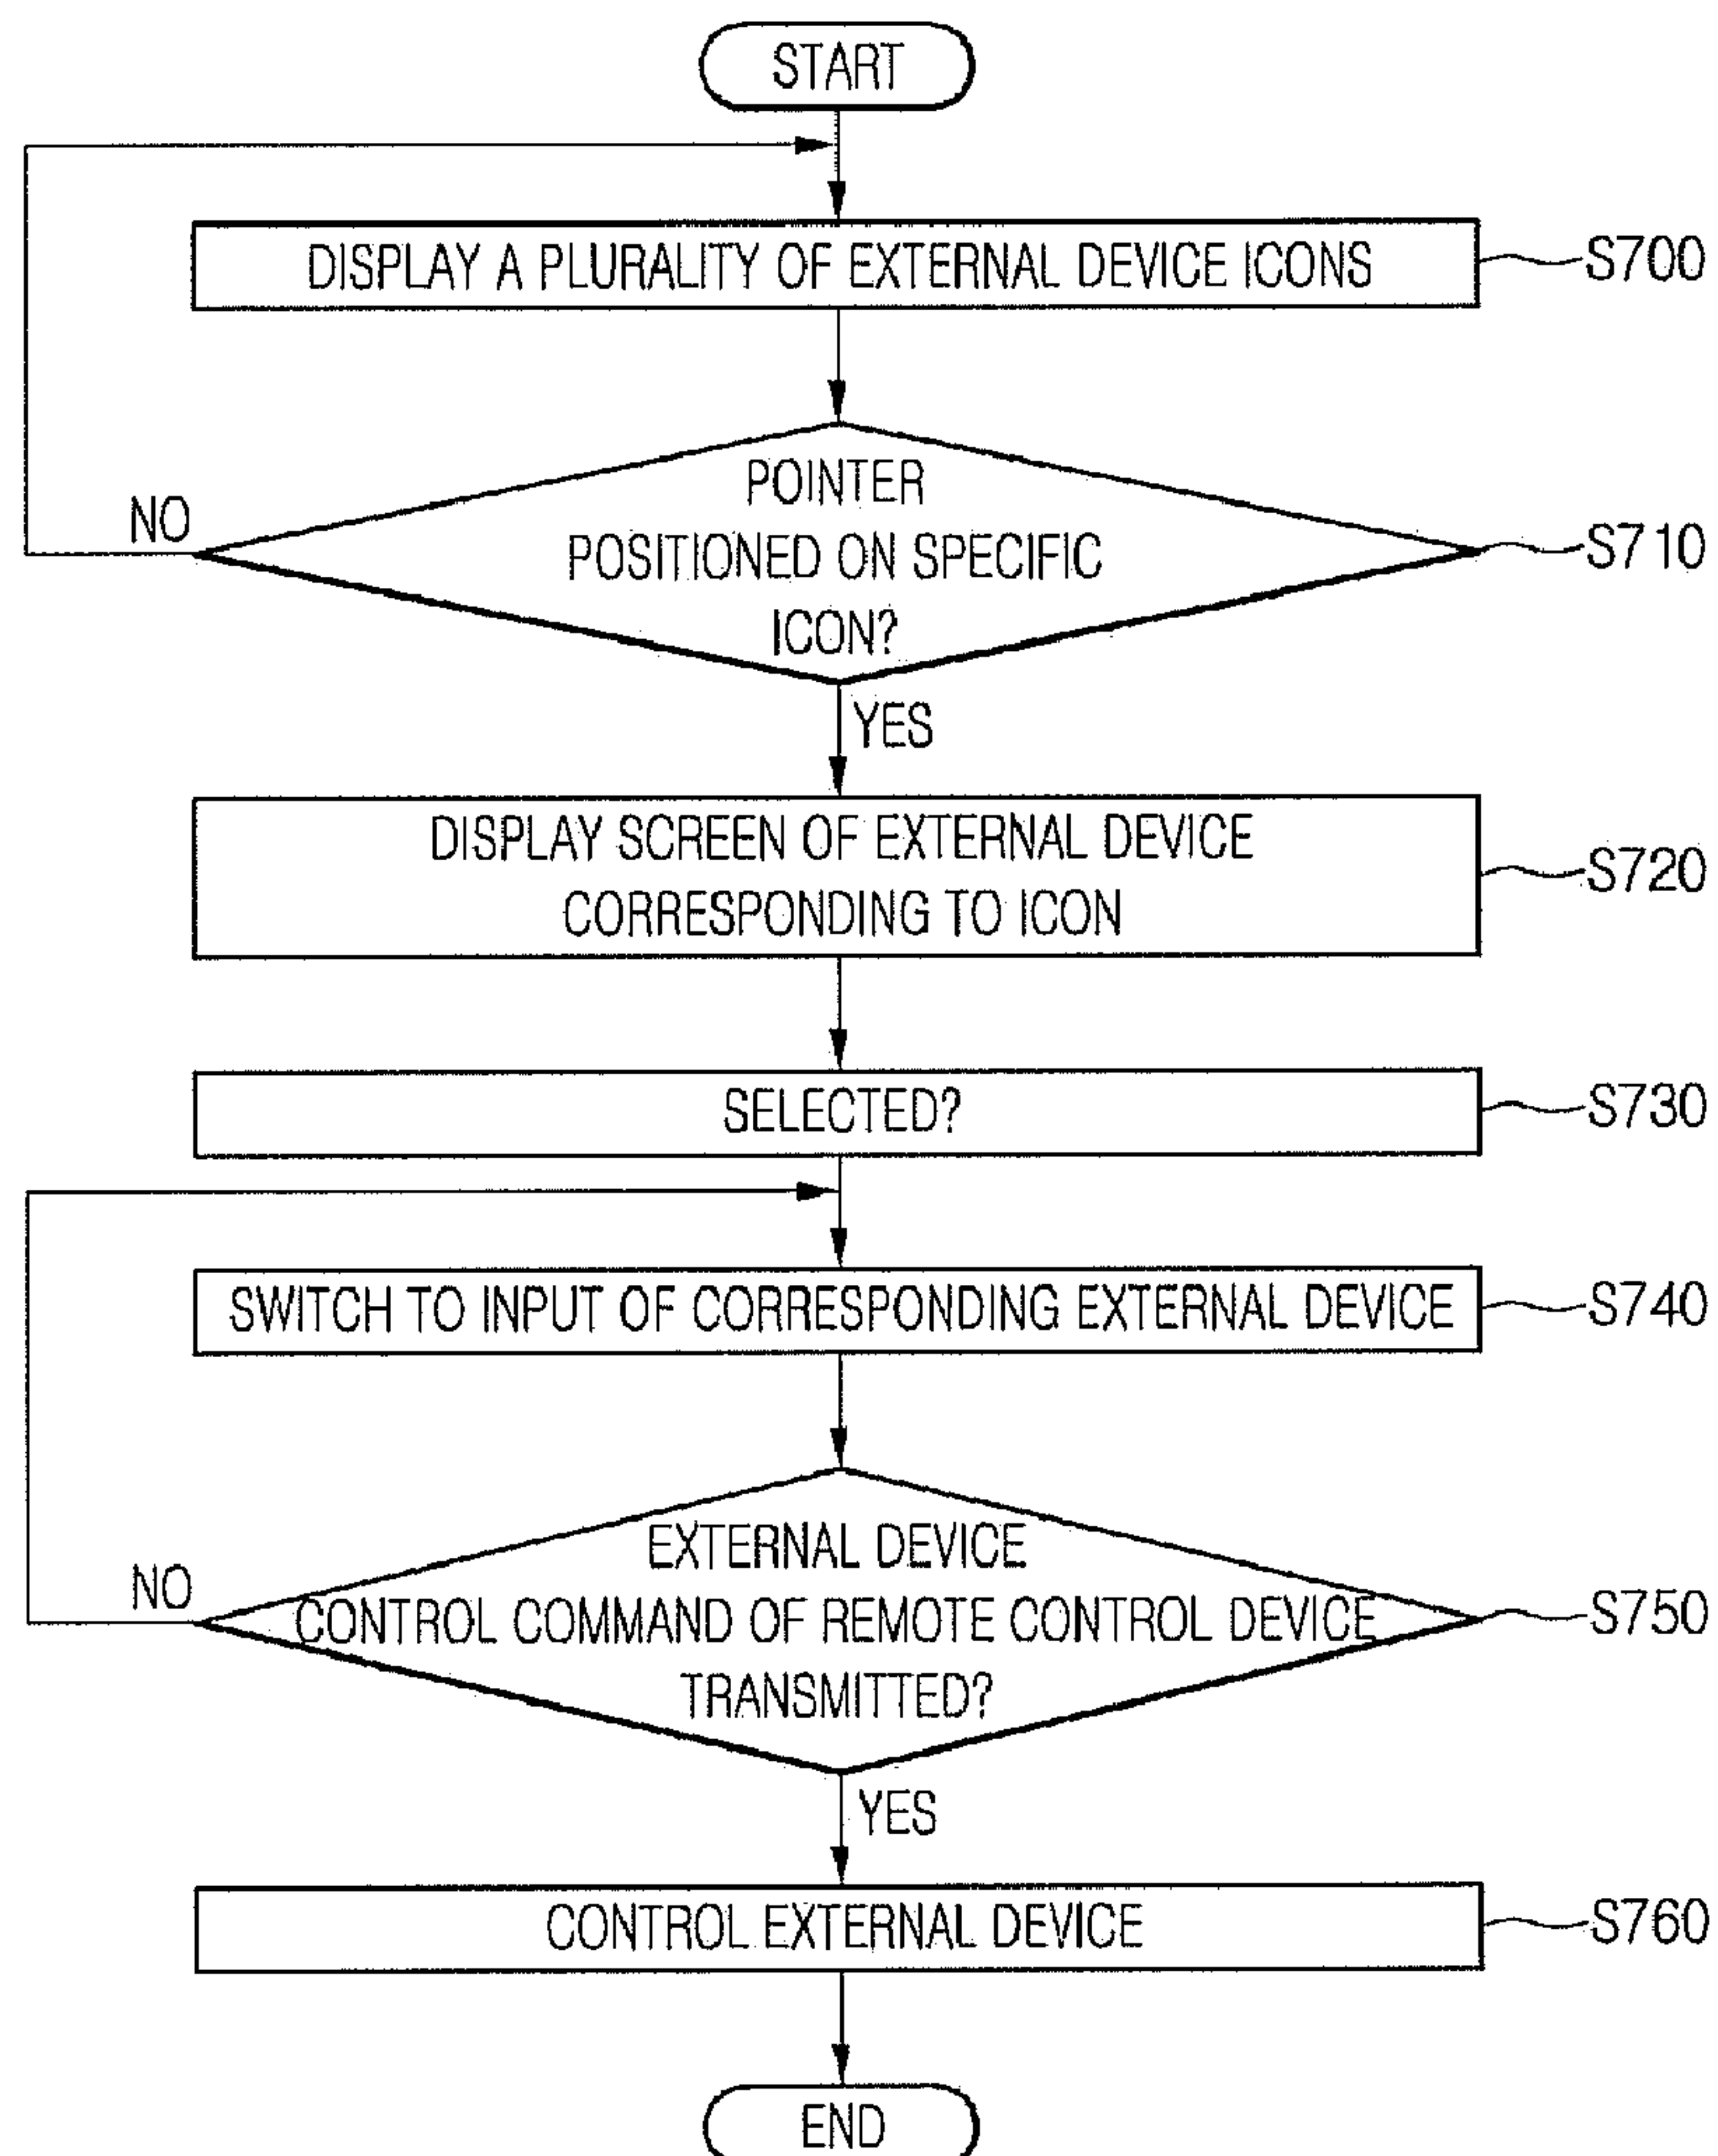 START
DISPLAY A PLURALITY OF EXTERNAL DEVICE ICONS
S700
POINTER
POSITIONED ON SPECIFIC
ICON?
NO
S710
YES
DISPLAY SCREEN OF EXTERNAL DEVICE
CORRESPONDING TO ICON
S720
SELECTED?
S730
SWITCH TO INPUT OF CORRESPONDING EXTERNAL DEVICE
S740
EXTERNAL DEVICE
CONTROL COMMAND OF REMOTE CONTROL DEVICE
TRANSMITTED?
NO
S750
YES
CONTROL EXTERNAL DEVICE
S760
END